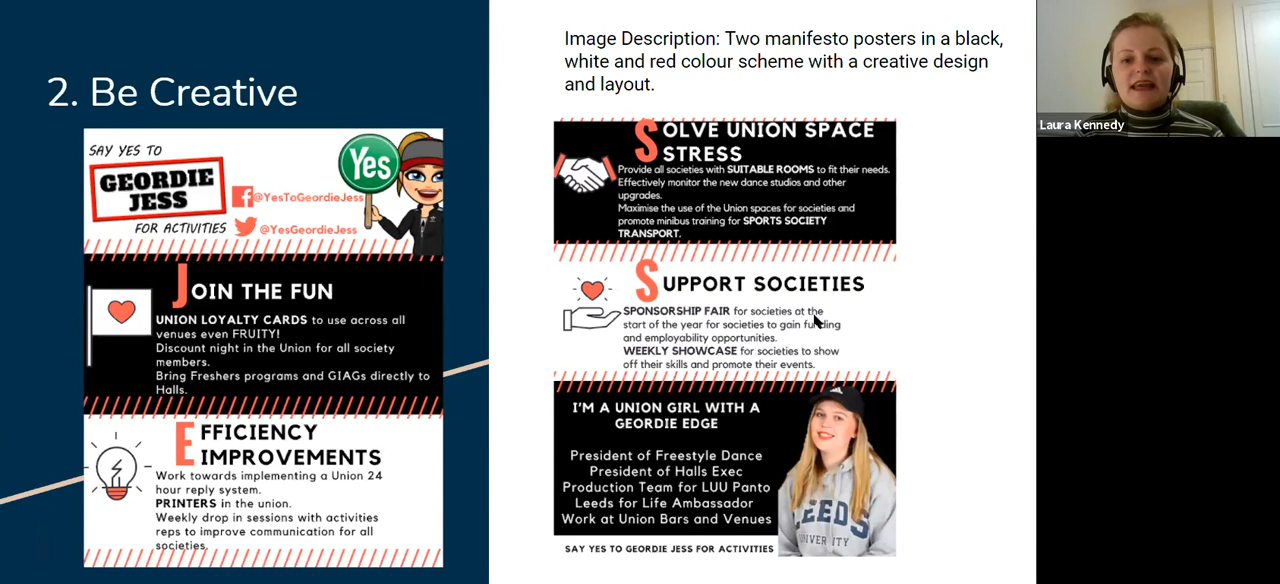 2. Be Creative
SAY YES TO
GEORDIE
JESS
FOR ACTIVITIES
@YesToGeordieJess
@YesGeordieJess
Yes
JOIN THE FUN
UNION LOYALTY CARDS to use across all
venues even FRUITY!
Discount night in the Union for all society
members.
Bring Freshers programs and GIAGs directly to
Halls.
EFFICIENCY
IMPROVEMENTS
Work towards implementing a Union 24
hour reply system.
PRINTERS in the union.
Weekly drop in sessions with activities
reps to improve communication for all
societies.
Image Description: Two manifesto posters in a black,
white and red colour scheme with a creative design
and layout.
SOLVE UNION SPACE
STRESS
Provide all societies with SUITABLE ROOMS to fit their needs.
Effectively monitor the new dance studios and other
upgrades.
Maximise the use of the Union spaces for societies and
promote minibus training for SPORTS SOCIETY
TRANSPORT.
SUPPORT SOCIETIES
SPONSORSHIP FAIR for societies at the
start of the year for societies to gain funding
and employability opportunities.
WEEKLY SHOWCASE for societies to show
off their skills and promote their events.
I'M A UNION GIRL WITH A
GEORDIE EDGE
President of Freestyle Dance
President of Halls Exec
Production Team for LUU Panto
Leeds for Life Ambassador
Work at Union Bars and Venues
SAY YES TO GEORDIE JESS FOR ACTIVITIES
Laura Kennedy